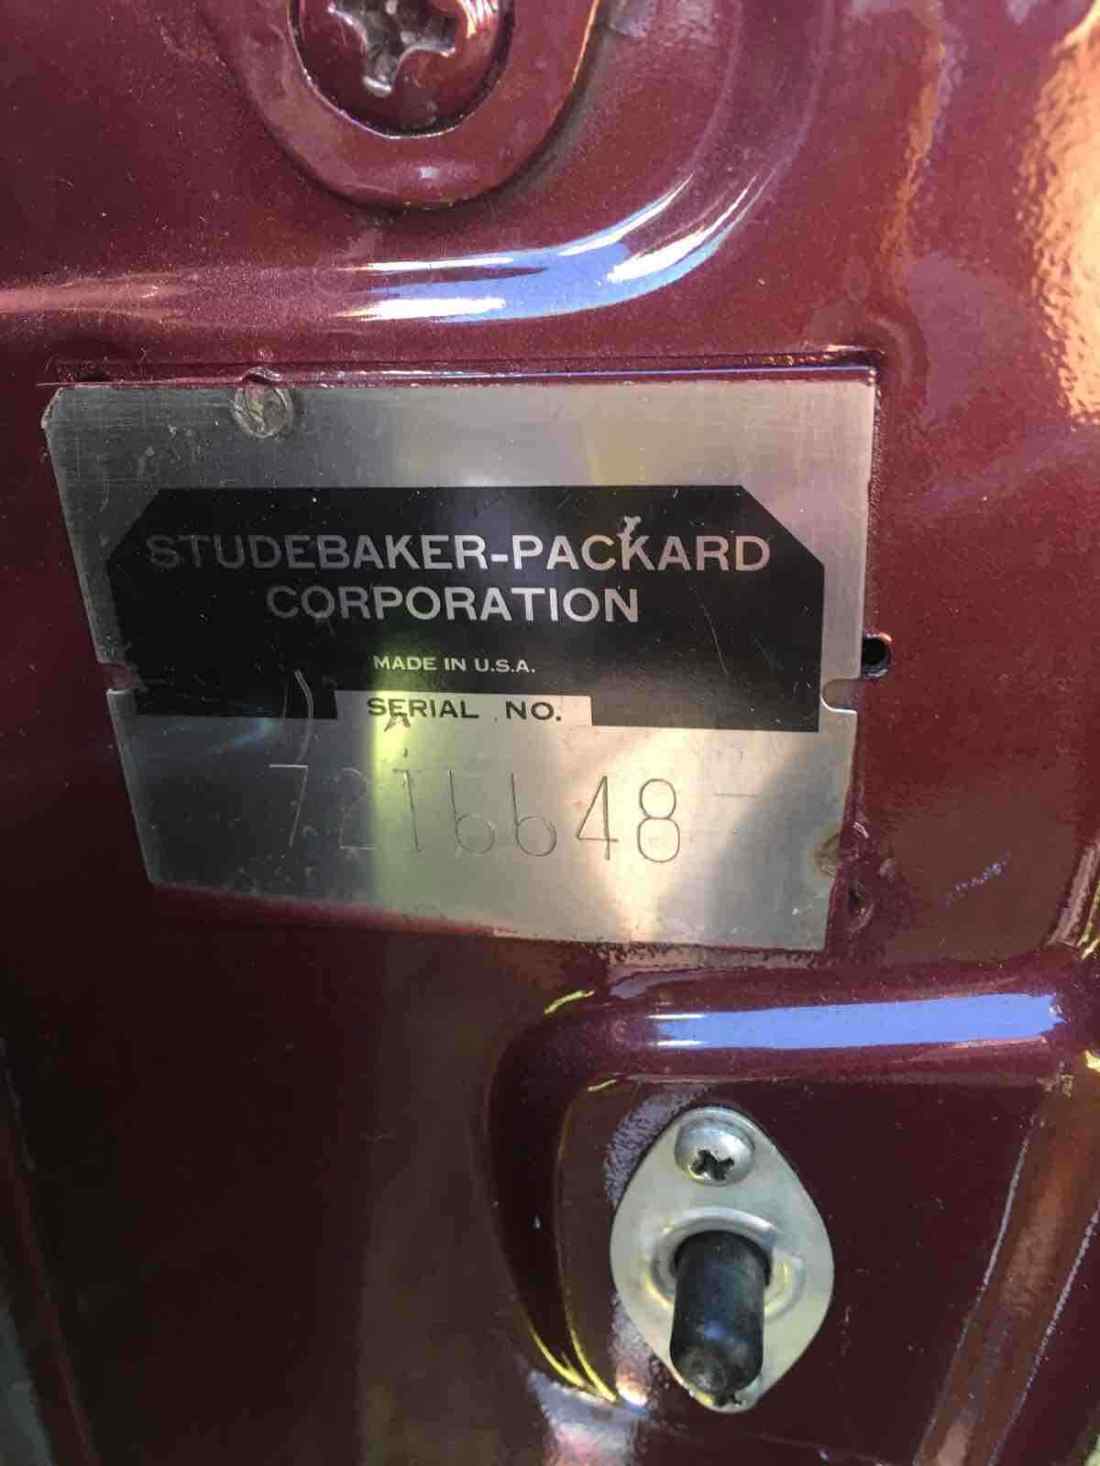 STUDEBAKER-PACKARD
CORPORATION
MADE IN U.S.A.
SERIAL NO.
7216648